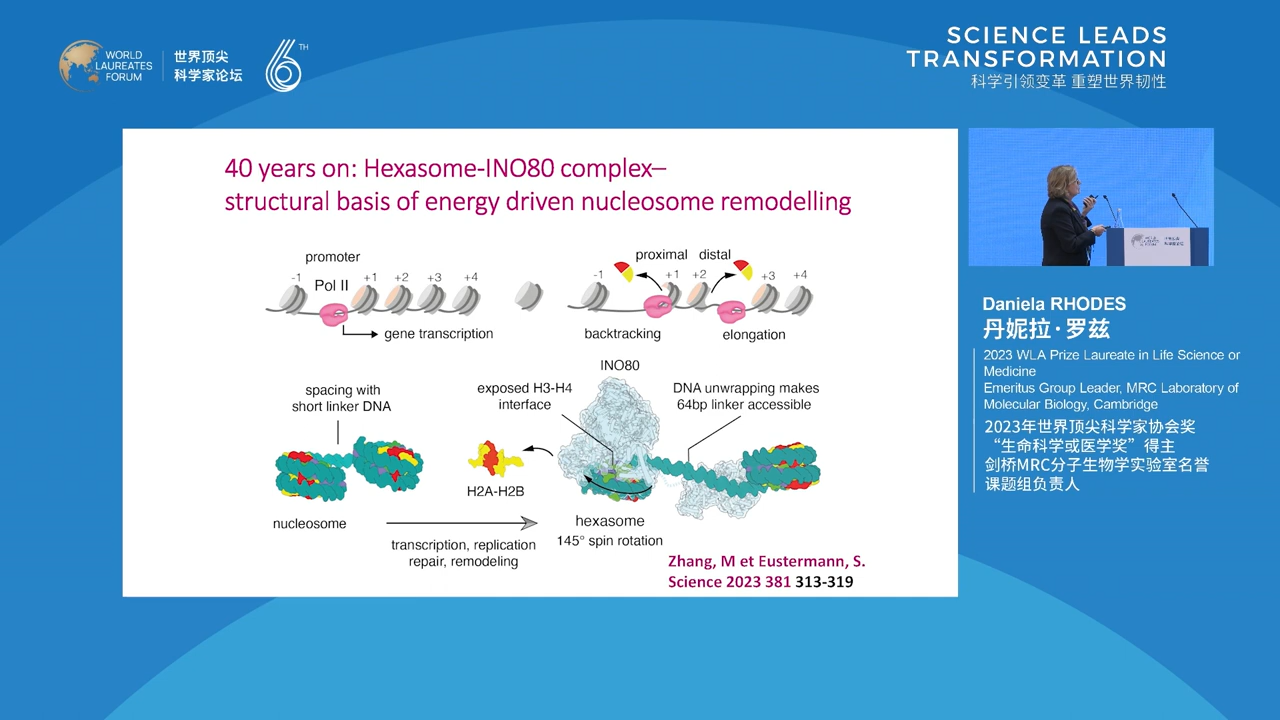 WORLD
LAUREATES
FORUM
世界顶尖
科学家论坛
6TH
SCIENCE LEADS
TRANSFORMATION
科学引领变革 重塑世界韧性
40 years on: Hexasome-INO80 complex–
structural basis of energy driven nucleosome remodelling
promoter
-1
Pol II
+1
+2
+3
+4
gene transcription
proximal distal
-1
+1
+2
+3
+4
backtracking
elongation
INO80
spacing with
short linker DNA
exposed H3-H4
interface
DNA unwrapping makes
64bp linker accessible
H2A-H2B
nucleosome
hexasome
145° spin rotation
transcription, replication
repair, remodeling
Zhang, M et Eustermann, S.
Science 2023 381 313-319
Daniela RHODES
丹妮拉·罗兹
2023 WLA Prize Laureate in Life Science or
Medicine
Emeritus Group Leader, MRC Laboratory of
Molecular Biology, Cambridge
2023年世界顶尖科学家协会奖
“生命科学或医学奖”得主
剑桥MRC分子生物学实验室名誉
课题组负责人